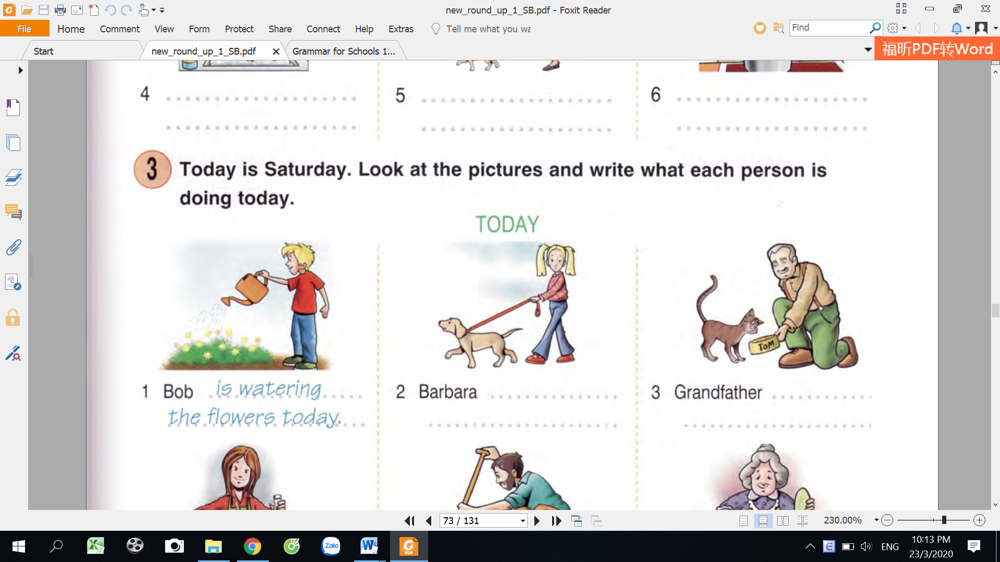 new_round_up_1_SB.pdf - Foxit Reader
File Home Comment View Form Protect Share Connect Help Extras Tell me what you wa Find
Start new_round_up_1_SB.pdf Grammar for Schools 1... 福昕PDF转Word
4 5 6
3 Today is Saturday. Look at the pictures and write what each person is
doing today.
TODAY
TOM
1 Bob is watering 2 Barbara 3 Grandfather
the flowers today.
73 / 131 230.00%
Zalo W PDF ENG 10:13 PM
23/3/2020